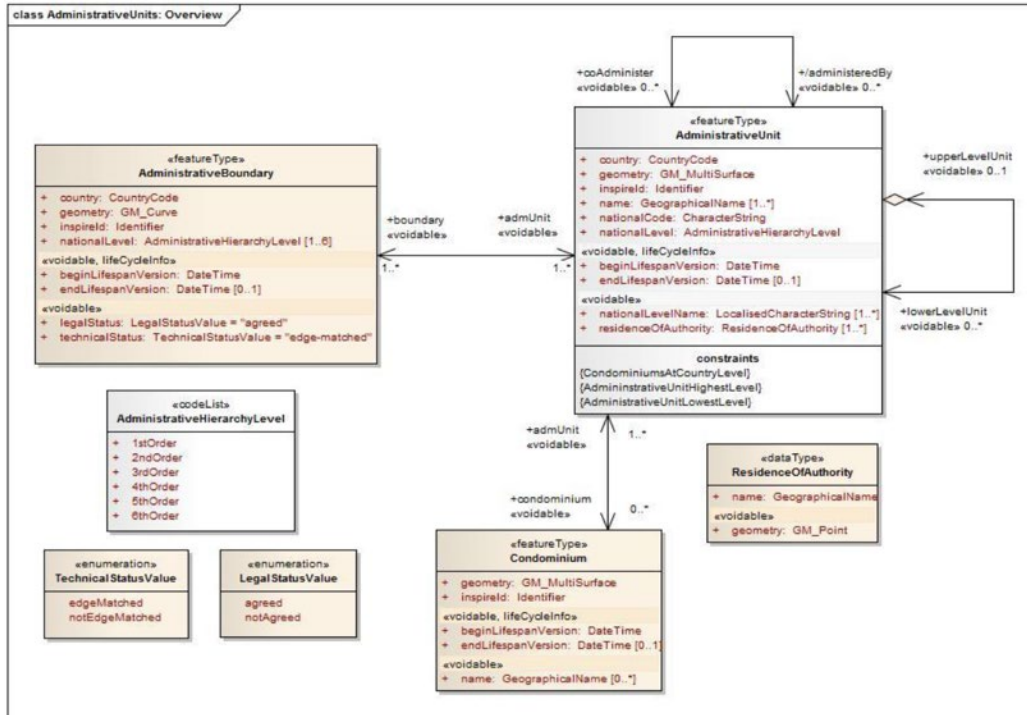 class AdministrativeUnits: Overview
+coAdminister
«voidable» 0..*
+/administeredBy
«voidable» 0..*
«featureType»
AdministrativeUnit
+ country: CountryCode
+ geometry: GM_MultiSurface
+ inspireId: Identifier
+ name: GeographicalName [1..*]
+ nationalCode: CharacterString
+ nationalLevel: AdministrativeHierarchyLevel
«voidable, lifeCycleInfo»
+ beginLifespanVersion: DateTime
+ endLifespanVersion: DateTime [0..1]
«voidable»
+ nationalLevelName: LocalisedCharacterString [1..*]
+ residenceOfAuthority: ResidenceOfAuthority [1..*]
constraints
{CondominiumsAtCountryLevel}
{AdmininstrativeUnitHighestLevel}
{AdministrativeUnitLowestLevel}
+upperLevelUnit
«voidable» 0..1
+lowerLevelUnit
«voidable» 0..*
«featureType»
AdministrativeBoundary
+ country: CountryCode
+ geometry: GM_Curve
+ inspireId: Identifier
+ nationalLevel: AdministrativeHierarchyLevel [1..6]
«voidable, lifeCycleInfo»
+ beginLifespanVersion: DateTime
+ endLifespanVersion: DateTime [0..1]
«voidable»
+ legalStatus: LegalStatusValue = "agreed"
+ technicalStatus: TechnicalStatusValue = "edge-matched"
+boundary
«voidable»
1..*
+admUnit
«voidable»
1..*
«codeList»
AdministrativeHierarchyLevel
+ 1stOrder
+ 2ndOrder
+ 3rdOrder
+ 4thOrder
+ 5thOrder
+ 6thOrder
+admUnit
«voidable»
1..*
+condominium
«voidable»
0..*
«dataType»
ResidenceOfAuthority
+ name: GeographicalName
«voidable»
+ geometry: GM_Point
«enumeration»
TechnicalStatusValue
edgeMatched
notEdgeMatched
«enumeration»
LegalStatusValue
agreed
notAgreed
«featureType»
Condominium
+ geometry: GM_MultiSurface
+ inspireId: Identifier
«voidable, lifeCycleInfo»
+ beginLifespanVersion: DateTime
+ endLifespanVersion: DateTime [0..1]
«voidable»
+ name: GeographicalName [0..*]